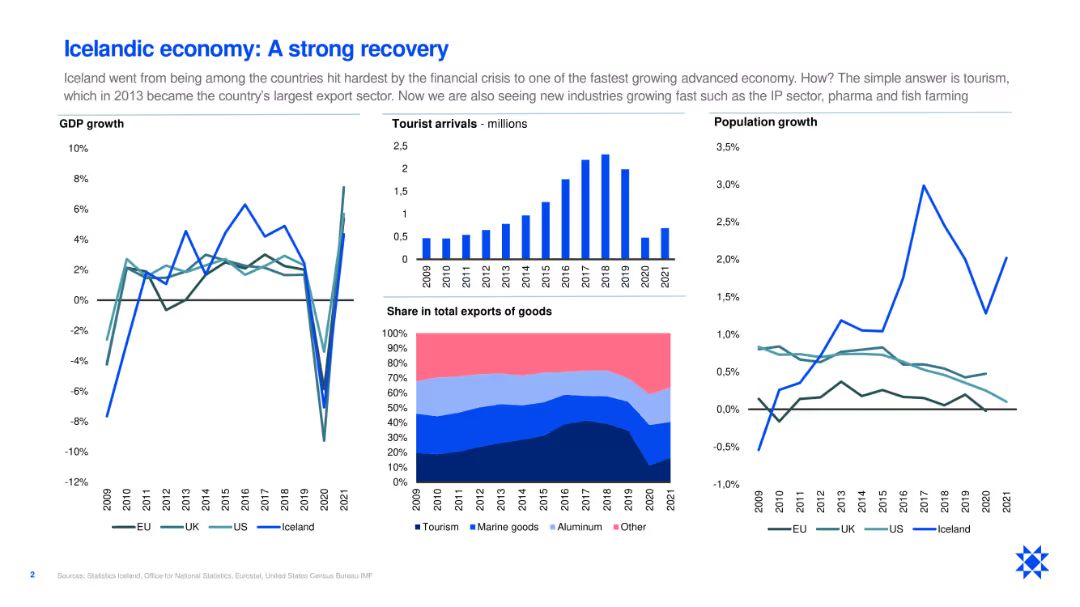 Icelandic economy: A strong recovery
Iceland went from being among the countries hit hardest by the financial crisis to one of the fastest growing advanced economy. How? The simple answer is tourism,
which in 2013 became the country's largest export sector. Now we are also seeing new industries growing fast such as the IP sector, pharma and fish farming
GDP growth
10%
8%
6%
4%
2%
0%
-2%
-4%
-6%
-8%
-10%
-12%
2009 2010 2011 2012 2013 2014 2015 2016 2017 2018 2019 2020 2021
EU UK US Iceland
Tourist arrivals - millions
2,5
2
1,5
1
0,5
0
2009 2010 2011 2012 2013 2014 2015 2016 2017 2018 2019 2020 2021
Share in total exports of goods
100%
90%
80%
70%
60%
50%
40%
30%
20%
10%
0%
2009 2010 2011 2012 2013 2014 2015 2016 2017 2018 2019 2020 2021
Tourism Marine goods Aluminum Other
Population growth
3,5%
3,0%
2,5%
2,0%
1,5%
1,0%
0,5%
0,0%
-0,5%
-1,0%
2009 2010 2011 2012 2013 2014 2015 2016 2017 2018 2019 2020 2021
EU UK US Iceland
2
Sources: Statistics Iceland, Office for National Statistics, Eurostat, United States Census Bureau IMF